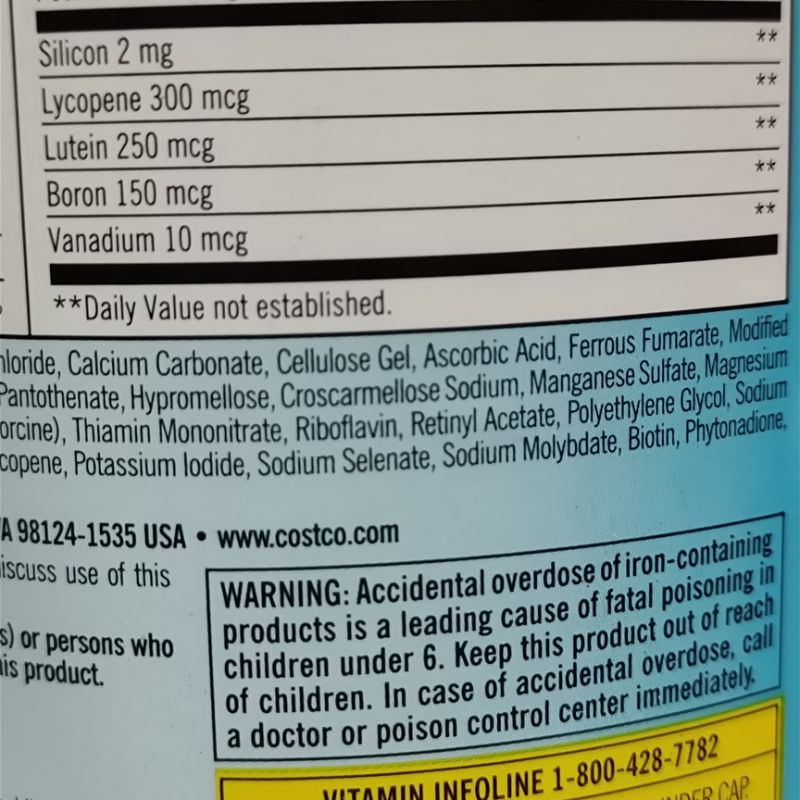 Silicon 2 mg **
Lycopene 300 mcg **
Lutein 250 mcg **
Boron 150 mcg **
Vanadium 10 mcg **
**Daily Value not established.
hloride, Calcium Carbonate, Cellulose Gel, Ascorbic Acid, Ferrous Fumarate, Modified
Pantothenate, Hypromellose, Croscarmellose Sodium, Manganese Sulfate, Magnesium
orcine), Thiamin Mononitrate, Riboflavin, Retinyl Acetate, Polyethylene Glycol, Sodium
copene, Potassium Iodide, Sodium Selenate, Sodium Molybdate, Biotin, Phytonadione,
A 98124-1535 USA • www.costco.com
iscuss use of this
s) or persons who
is product.
WARNING: Accidental overdose of iron-containing
products is a leading cause of fatal poisoning in
children under 6. Keep this product out of reach
of children. In case of accidental overdose, call
a doctor or poison control center immediately.
VITAMIN INFOLINE 1-800-428-7782
NDER CAP.